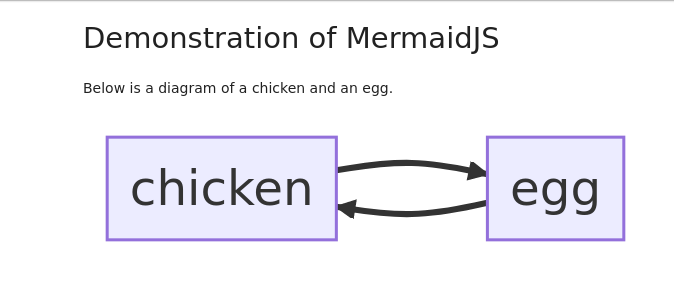 Demonstration of MermaidJS
Below is a diagram of a chicken and an egg.
chicken
egg